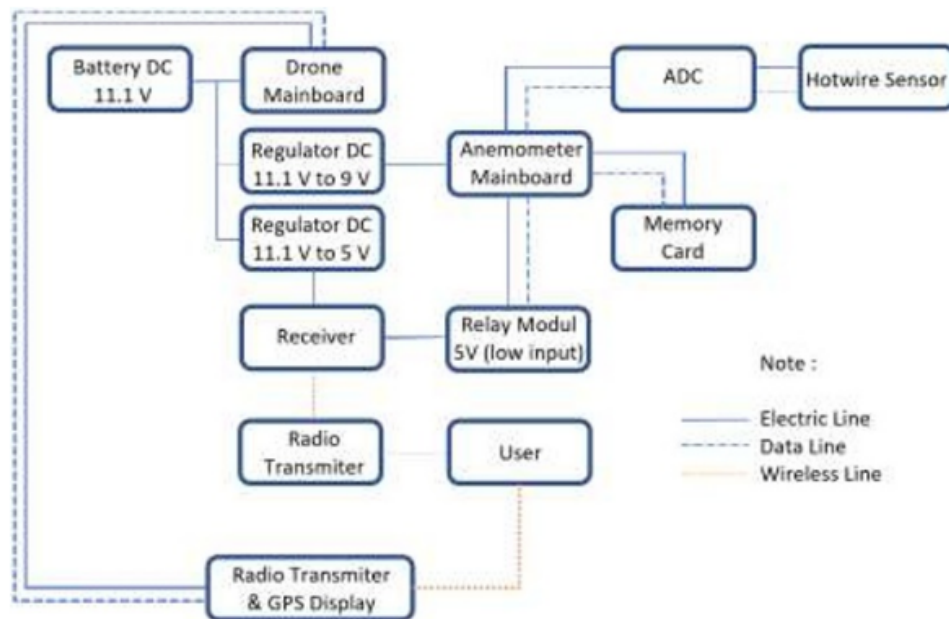 Battery DC
11.1 V
Drone
Mainboard
ADC
Hotwire Sensor
Regulator DC
11.1 V to 9 V
Anemometer
Mainboard
Regulator DC
11.1 V to 5 V
Memory
Card
Receiver
Relay Modul
5V (low input)
Note :
Electric Line
Data Line
Wireless Line
Radio
Transmiter
User
Radio Transmiter
& GPS Display